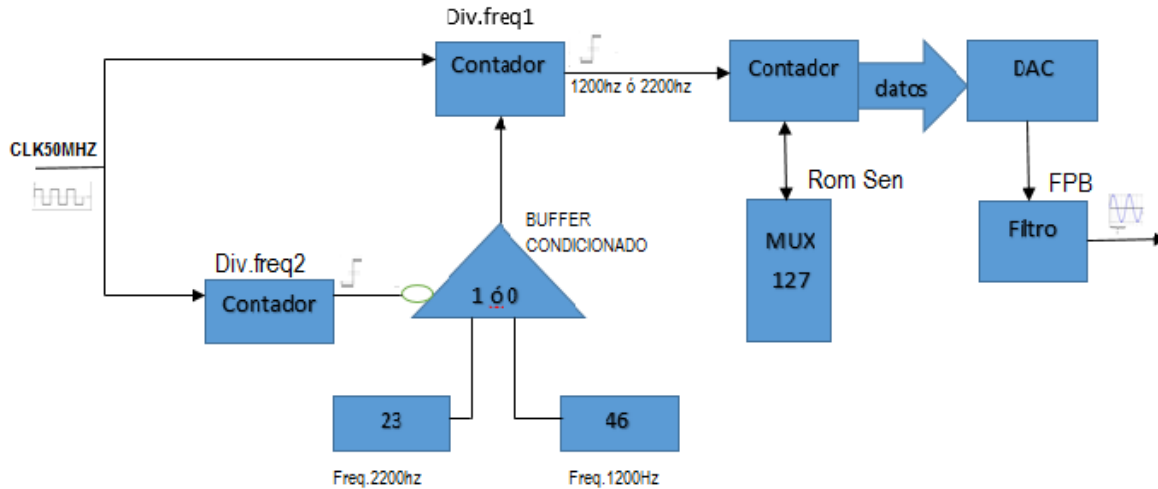 Div.freq1
Contador
1200hz ó 2200hz
Contador
datos
DAC
CLK50MHZ
Rom Sen
FPB
BUFFER
CONDICIONADO
MUX
127
Filtro
Div.freq2
Contador
1 ó 0
23
46
Freq.2200hz
Freq.1200Hz